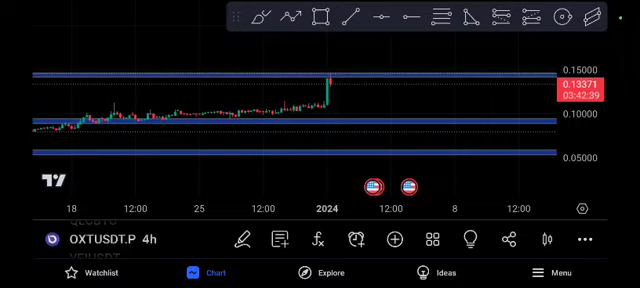 0.15000
0.13371
03:42:39
0.10000
0.05000
18 12:00 25 12:00 2024 12:00 8 12:00
OXTUSDT.P 4h
Watchlist Chart Explore Ideas Menu